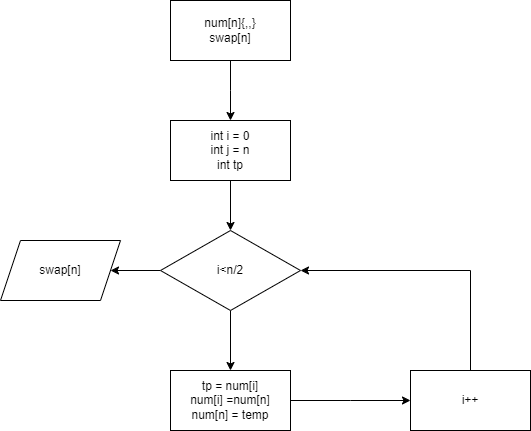 num[n]{,,}
swap[n]
int i = 0
int j = n
int tp
i<n/2
swap[n]
tp = num[i]
num[i] =num[n]
num[n] = temp
i++